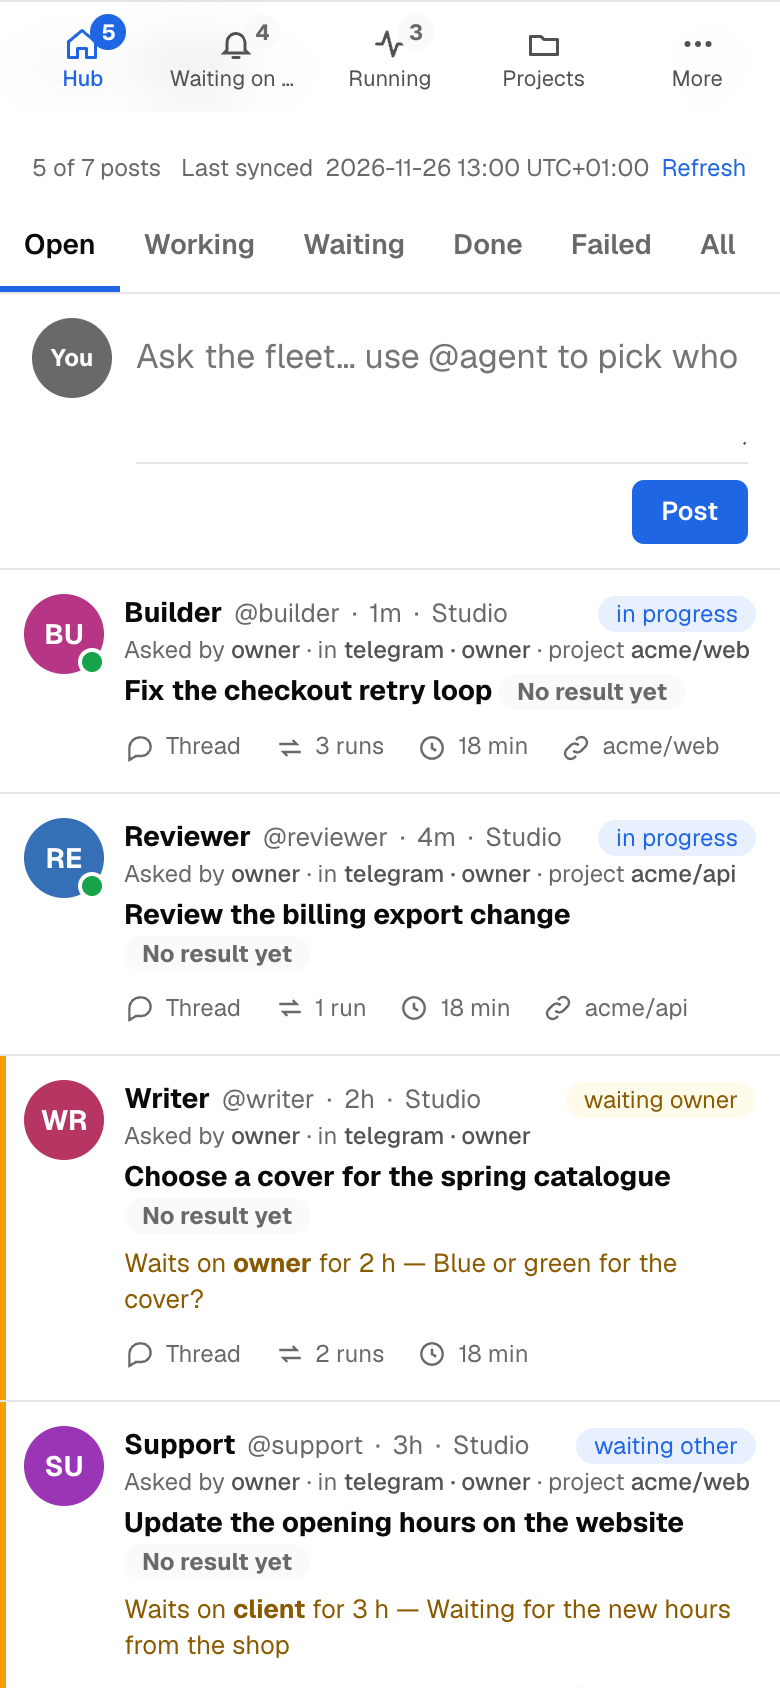 5
4
3
Hub
Waiting on ...
Running
Projects
More
5 of 7 posts Last synced 2026-11-26 13:00 UTC+01:00 Refresh
Open Working Waiting Done Failed All
You
Ask the fleet... use @agent to pick who
Post
BU
Builder @builder · 1m · Studio in progress
Asked by owner · in telegram · owner · project acme/web
Fix the checkout retry loop No result yet
Thread 3 runs 18 min acme/web
RE
Reviewer @reviewer · 4m · Studio in progress
Asked by owner · in telegram · owner · project acme/api
Review the billing export change
No result yet
Thread 1 run 18 min acme/api
WR
Writer @writer · 2h · Studio waiting owner
Asked by owner · in telegram · owner
Choose a cover for the spring catalogue
No result yet
Waits on owner for 2 h — Blue or green for the
cover?
Thread 2 runs 18 min
SU
Support @support · 3h · Studio waiting other
Asked by owner · in telegram · owner · project acme/web
Update the opening hours on the website
No result yet
Waits on client for 3 h — Waiting for the new hours
from the shop